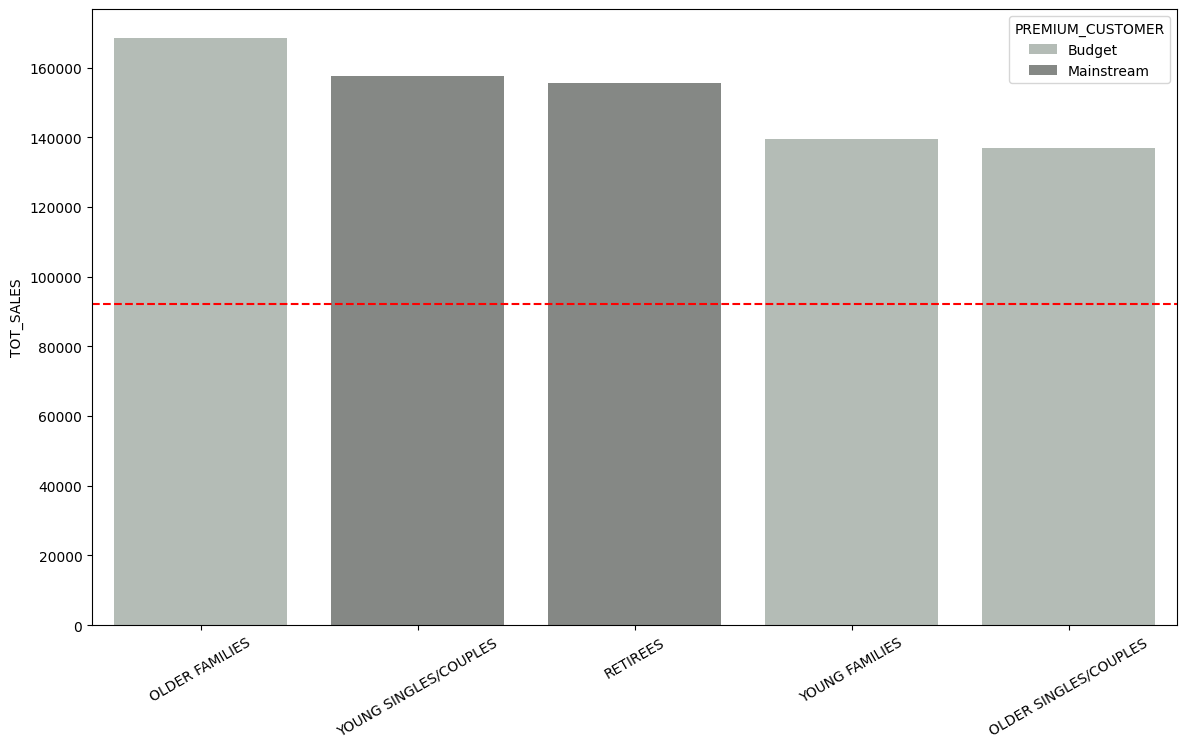 PREMIUM_CUSTOMER
Budget
Mainstream
160000
140000
120000
100000
80000
60000
40000
20000
0
TOT_SALES
OLDER FAMILIES
YOUNG SINGLES/COUPLES
RETIREES
YOUNG FAMILIES
OLDER SINGLES/COUPLES